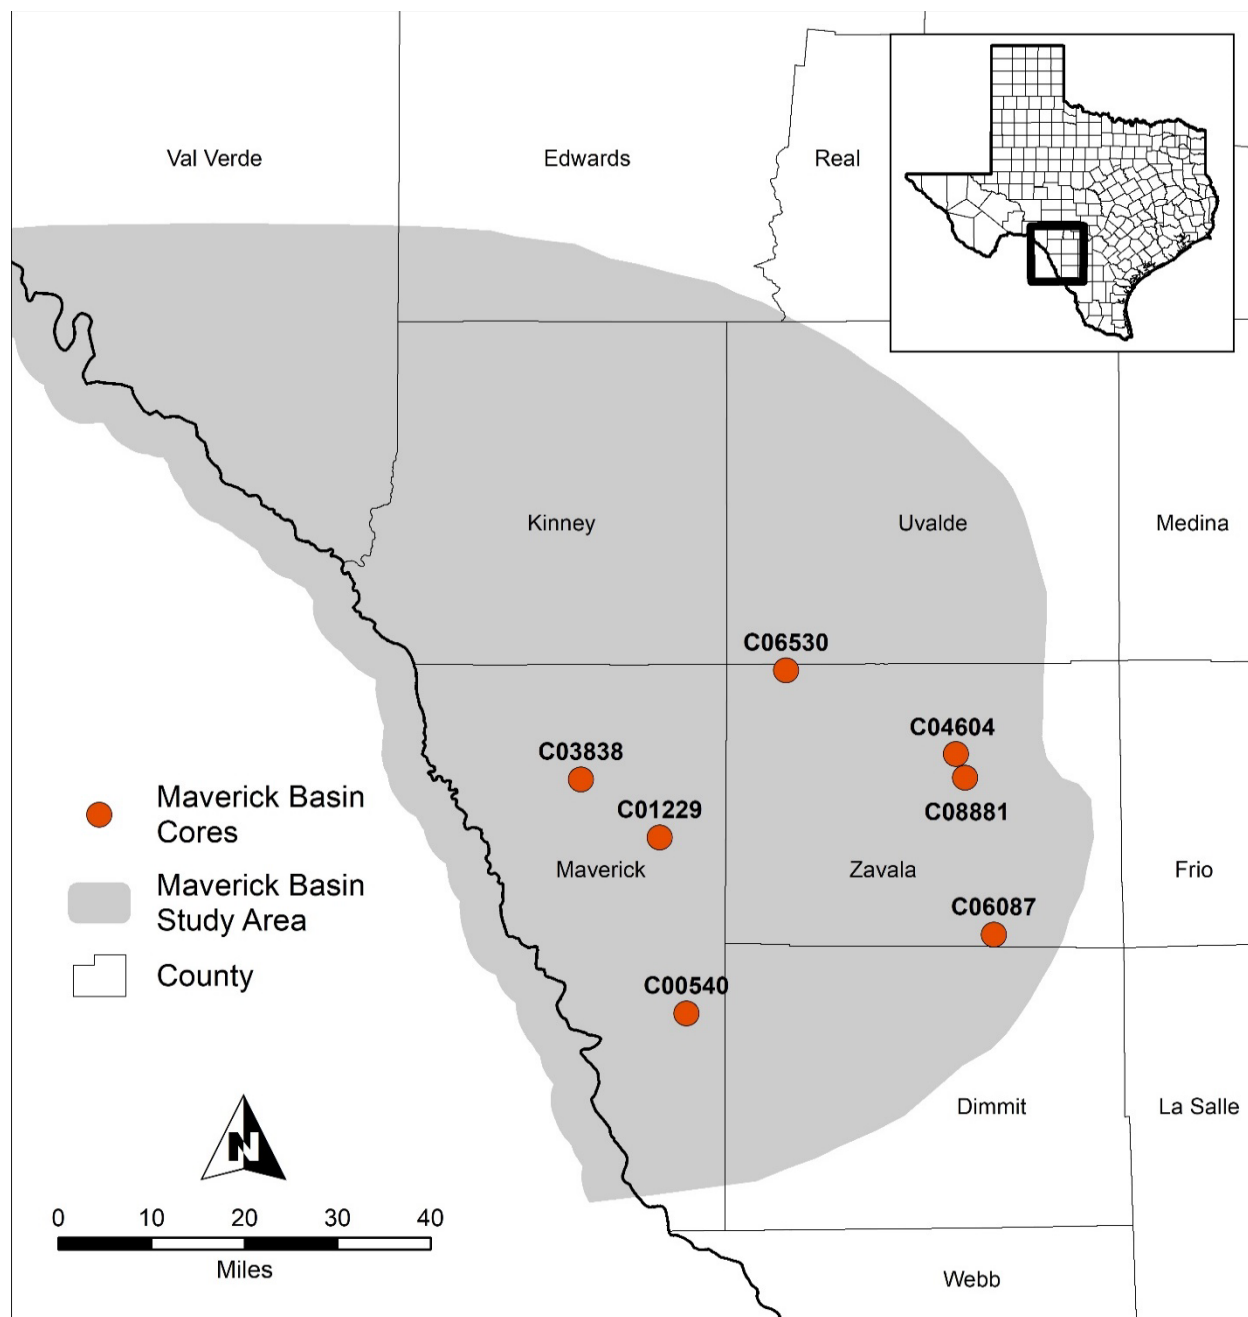 Val Verde
Edwards
Real
Kinney
Uvalde
Medina
C06530
C04604
C03838
C01229
C08881
Maverick Basin
Cores
Maverick
Zavala
Frio
Maverick Basin
Study Area
C06087
County
C00540
N
Dimmit
La Salle
0 10 20 30 40
Miles
Webb